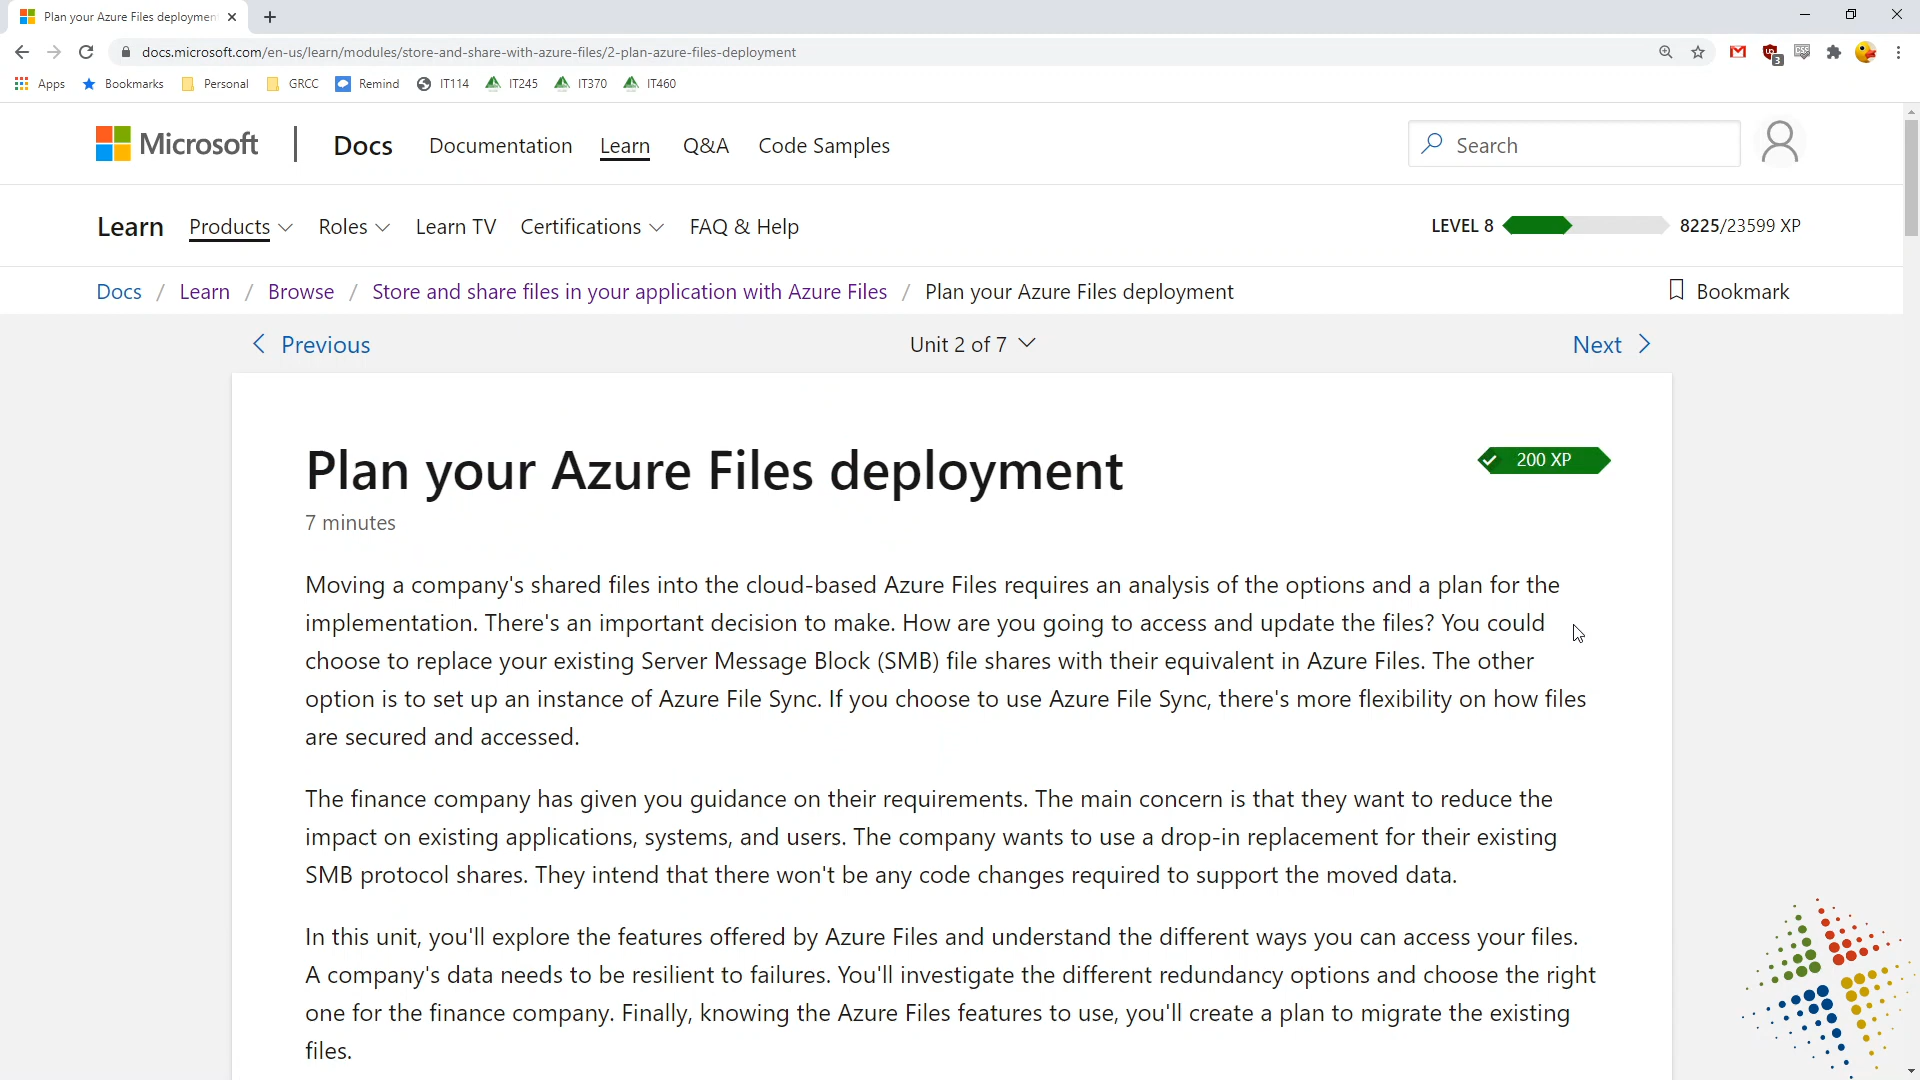 Plan your Azure Files deploymen
docs.microsoft.com/en-us/learn/modules/store-and-share-with-azure-files/2-plan-azure-files-deployment
3
CSS
Apps Bookmarks Personal GRCC Remind IT114 IT245 IT370 IT460
Microsoft Docs Documentation Learn Q&A Code Samples Search
Learn Products Roles Learn TV Certifications FAQ & Help LEVEL 8 8225/23599 XP
Docs / Learn / Browse / Store and share files in your application with Azure Files / Plan your Azure Files deployment Bookmark
Previous Unit 2 of 7 Next
Plan your Azure Files deployment
200 XP
7 minutes
Moving a company's shared files into the cloud-based Azure Files requires an analysis of the options and a plan for the
implementation. There's an important decision to make. How are you going to access and update the files? You could
choose to replace your existing Server Message Block (SMB) file shares with their equivalent in Azure Files. The other
option is to set up an instance of Azure File Sync. If you choose to use Azure File Sync, there's more flexibility on how files
are secured and accessed.
The finance company has given you guidance on their requirements. The main concern is that they want to reduce the
impact on existing applications, systems, and users. The company wants to use a drop-in replacement for their existing
SMB protocol shares. They intend that there won't be any code changes required to support the moved data.
In this unit, you'll explore the features offered by Azure Files and understand the different ways you can access your files.
A company's data needs to be resilient to failures. You'll investigate the different redundancy options and choose the right
one for the finance company. Finally, knowing the Azure Files features to use, you'll create a plan to migrate the existing
files.